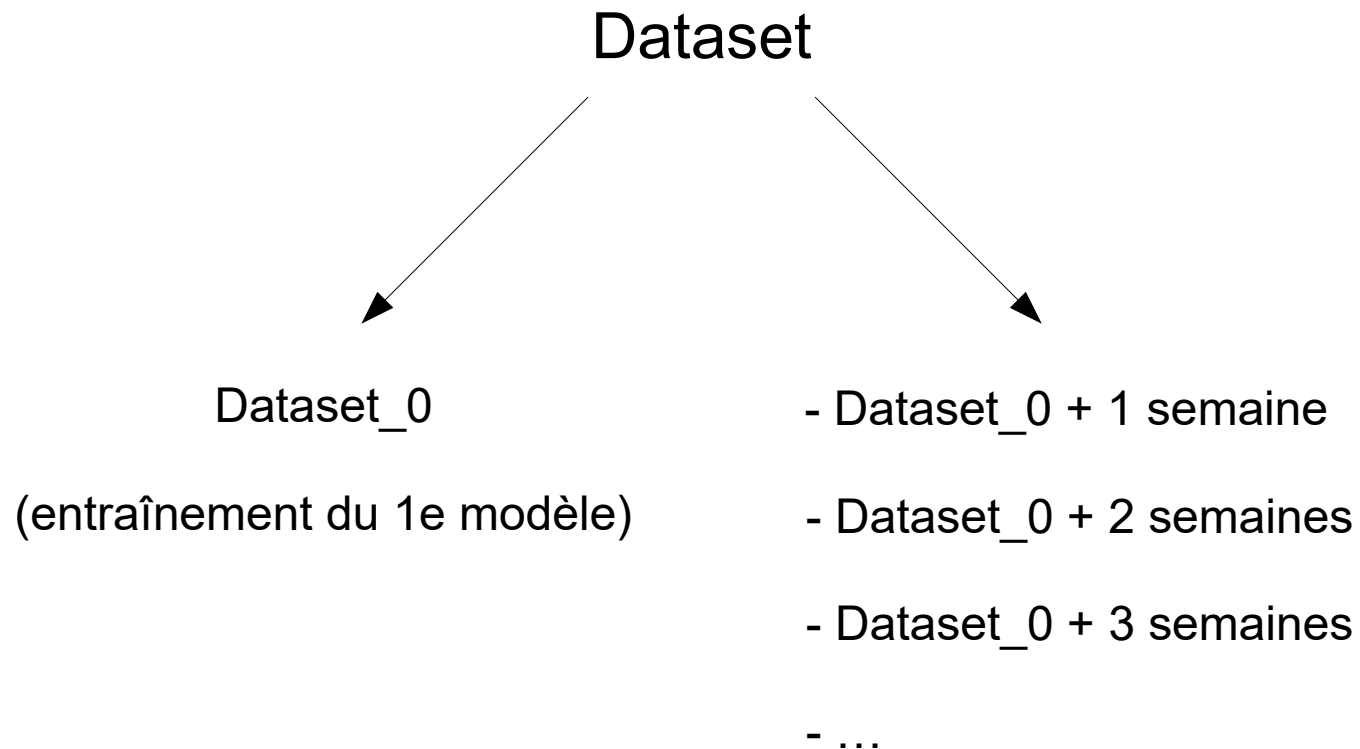 Dataset
Dataset_0
(entraînement du 1e modèle)
- Dataset_0 + 1 semaine
- Dataset_0 + 2 semaines
- Dataset_0 + 3 semaines
- ...